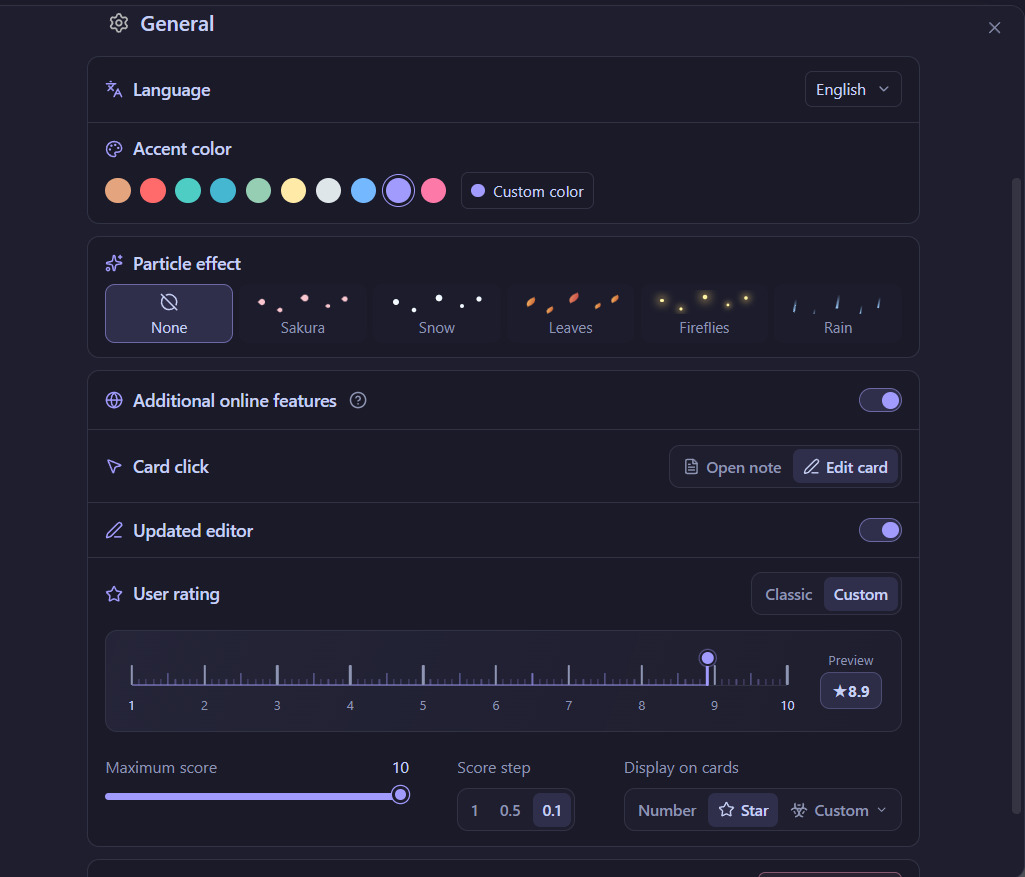 General
Language
English
Accent color
Custom color
Particle effect
None
Sakura
Snow
Leaves
Fireflies
Rain
Additional online features ?
Card click
Open note
Edit card
Updated editor
User rating
Classic
Custom
1 2 3 4 5 6 7 8 9 10
Preview
★8.9
Maximum score
10
Score step
1 0.5 0.1
Display on cards
Number
Star
Custom